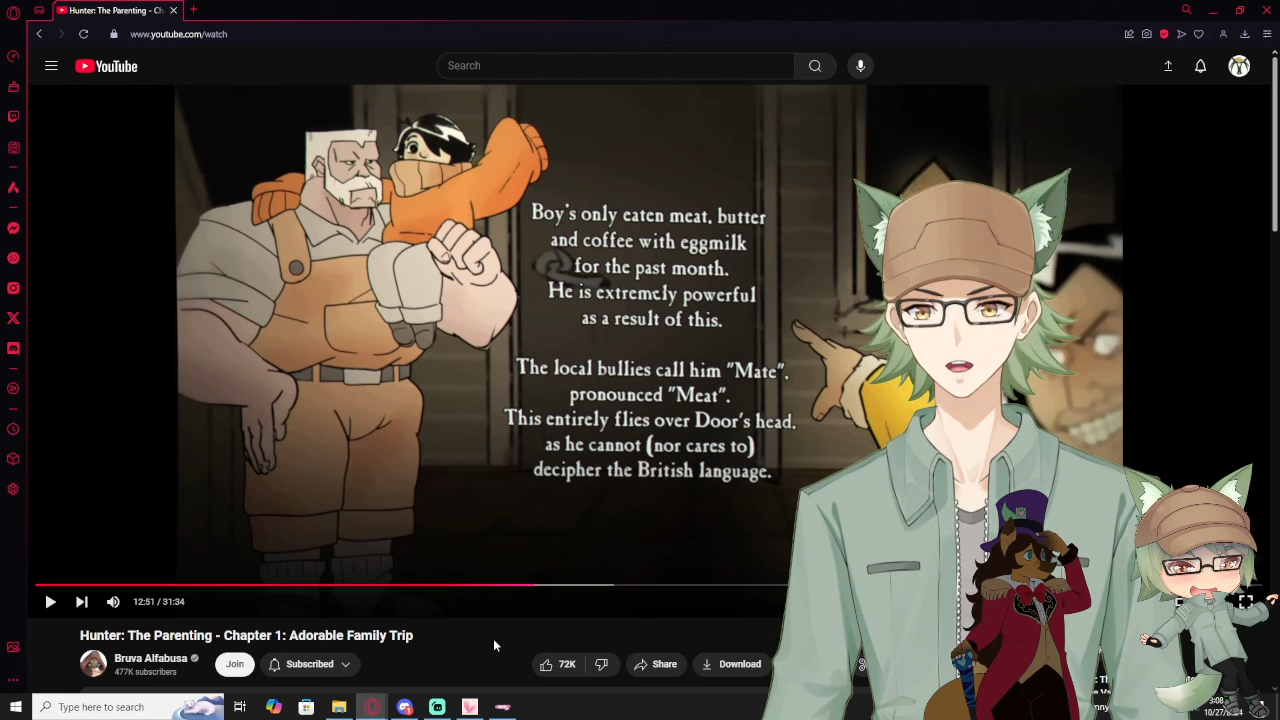 Hunter: The Parenting - Ch
www.youtube.com/watch
YouTube
Search
Boy's only eaten meat, butter
and coffee with eggmilk
for the past month.
He is extremely powerful
as a result of this.
The local bullies call him "Mate",
pronounced "Meat".
This entirely flies over Door's head,
as he cannot (nor cares to)
decipher the British language.
12:51 / 31:34
Hunter: The Parenting - Chapter 1: Adorable Family Trip
Bruva Alfabusa
477K subscribers
Join
Subscribed
72K
Share
Download
Type here to search
10/27/2024